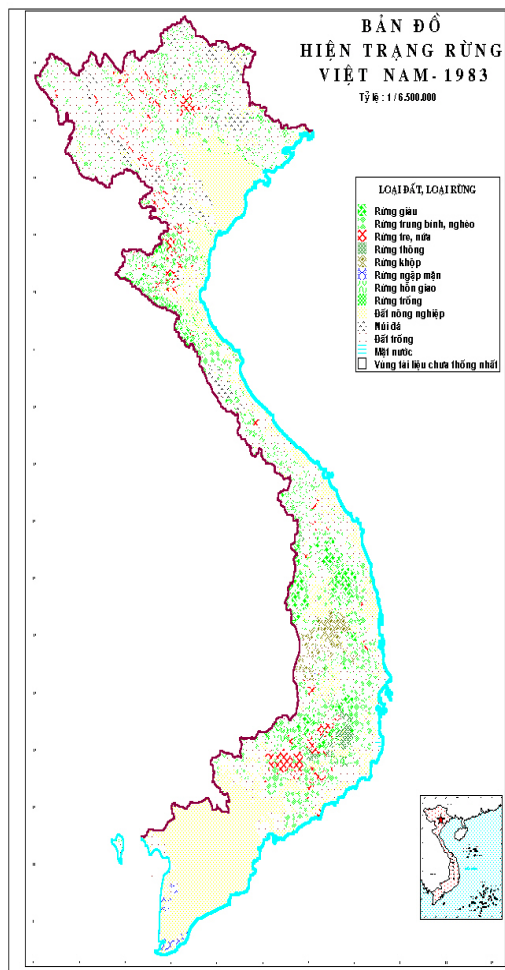 BẢN ĐỒ
HIỆN TRẠNG RỪNG
VIỆT NAM - 1983
Tỷ lệ : 1 / 6.500.000
LOẠI ĐẤT, LOẠI RỪNG
Rừng giàu
Rừng trung bình, nghèo
Rừng tre, nứa
Rừng thông
Rừng khộp
Rừng ngập mặn
Rừng hỗn giao
Rừng trồng
Đất nông nghiệp
Núi đá
Đất trống
Mặt nước
Vùng tài liệu chưa thống nhất